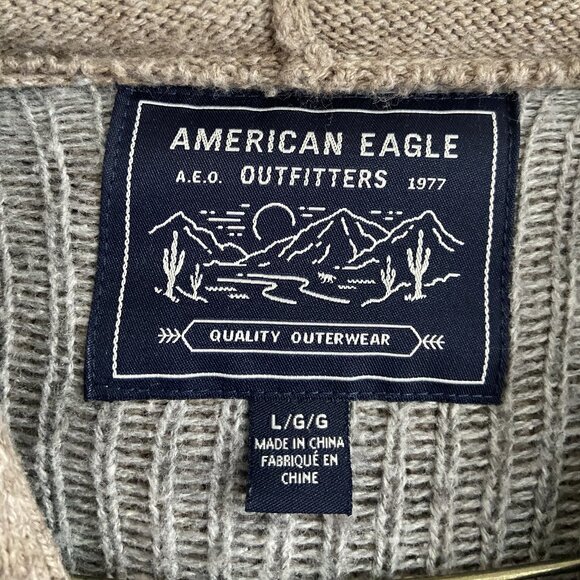 AMERICAN EAGLE
A.E.O. OUTFITTERS 1977
QUALITY OUTERWEAR
L/G/G
MADE IN CHINA
FABRIQUÉ EN
CHINE